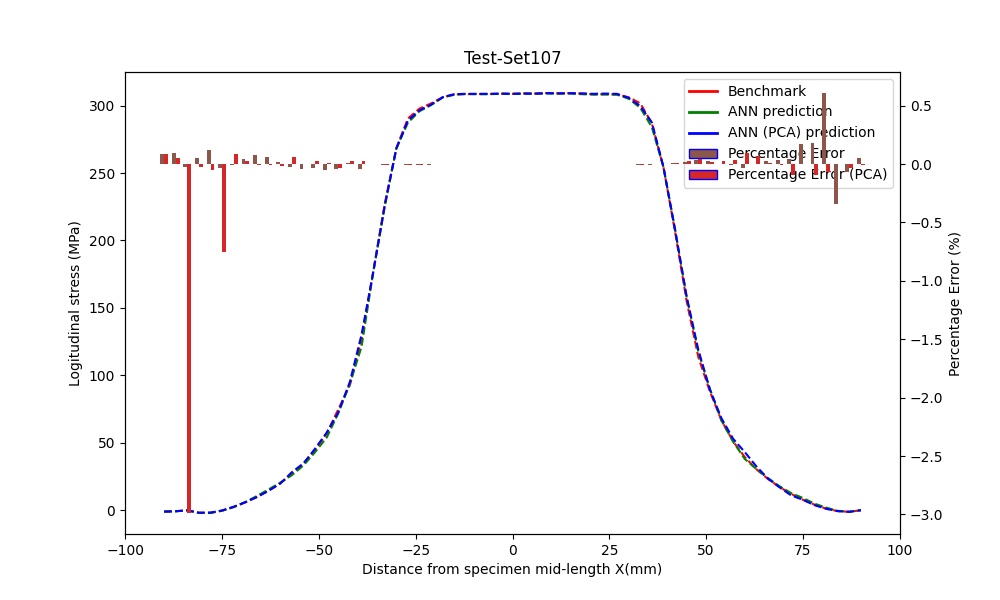 Test-Set107
Benchmark
ANN prediction
ANN (PCA) prediction
Percentage Error
Percentage Error (PCA)
Logitudinal stress (MPa)
300
250
200
150
100
50
0
0.5
0.0
−0.5
−1.0
−1.5
−2.0
−2.5
−3.0
Percentage Error (%)
−100
−75
−50
−25
0
25
50
75
100
Distance from specimen mid-length X(mm)